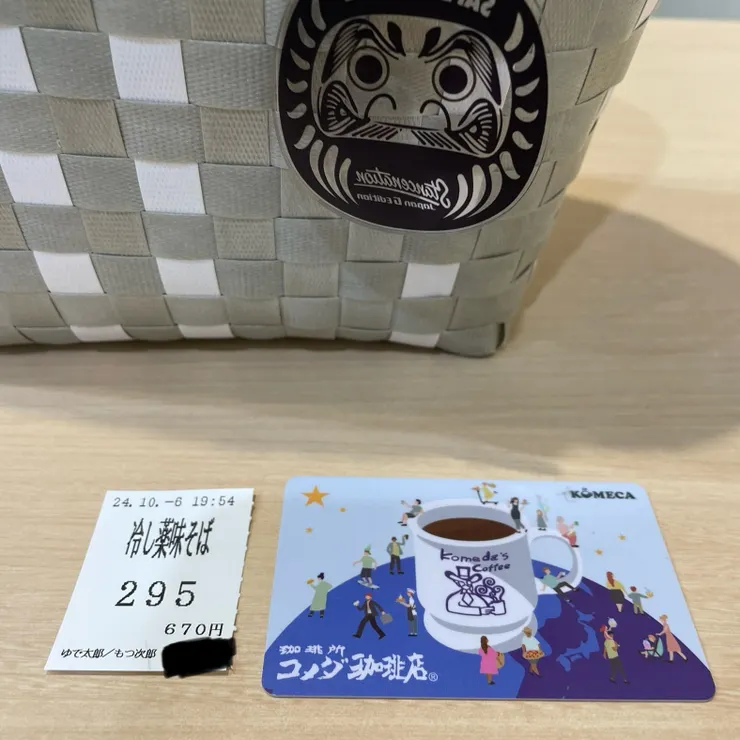 Stancenation
Japan G Edition
24.10.-6 19:54
冷し薬味そば
295
670円
ゆで太郎/もつ次郎
KOMECA
Komeda's
Coffee
珈琲所
コメダ珈琲店®